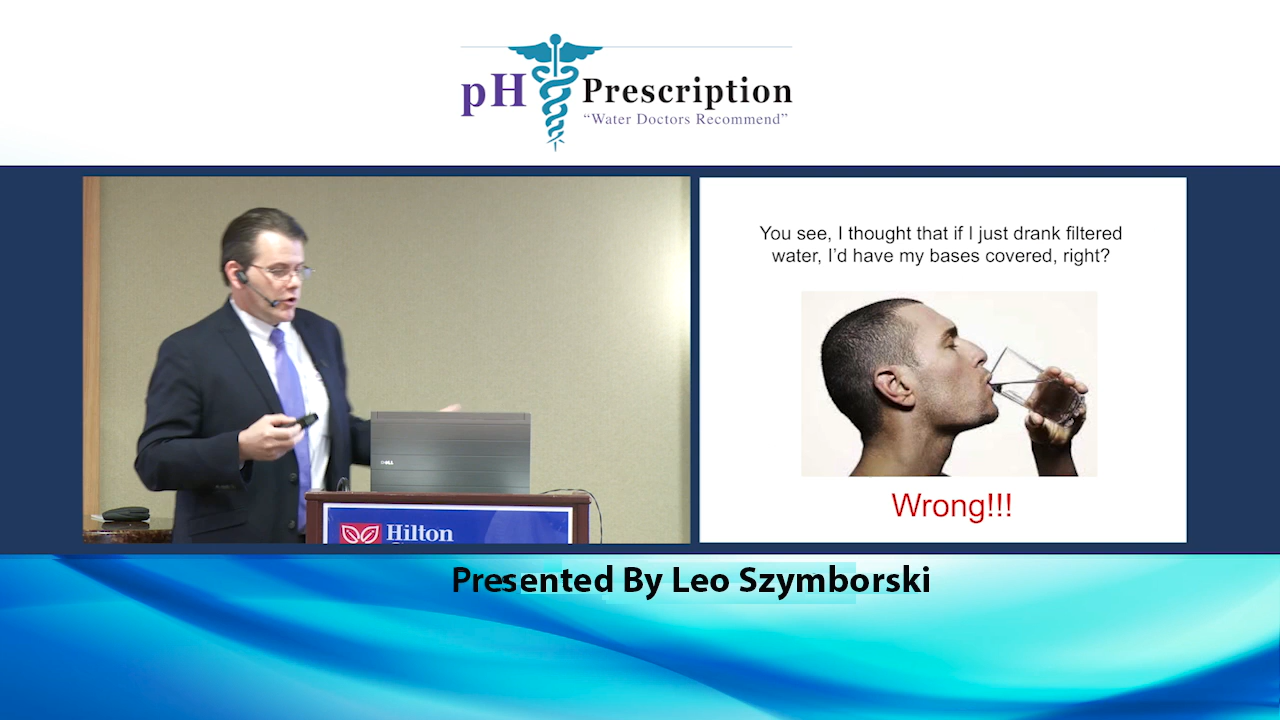 pH Prescription
“Water Doctors Recommend”
You see, I thought that if I just drank filtered
water, I’d have my bases covered, right?
Wrong!!!
DELL
Hilton
Presented By Leo Szymborski